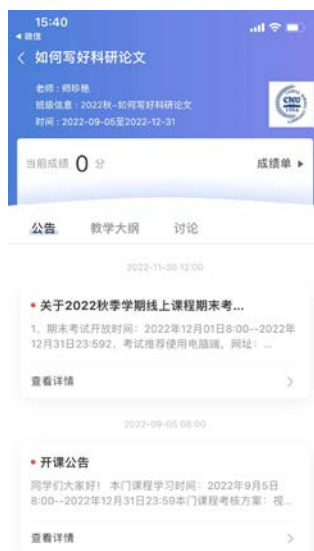 15:40
◀ 微信
如何写好科研论文
老师：师珍艳
班级信息：2022秋-如何写好科研论文
时间：2022-09-05至2022-12-31
CNU
当前成绩 0 分
成绩单 ▸
公告 教学大纲 讨论
2022-11-30 12:00
• 关于2022秋季学期线上课程期末考...
1、期末考试开放时间：2022年12月01日8:00--2022年
12月31日23:592、考试推荐使用电脑端，网址：...
查看详情
2022-09-05 08:00
• 开课公告
同学们大家好！ 本门课程学习时间：2022年9月5日
8:00--2022年12月31日23:59本门课程考核方案：视...
查看详情